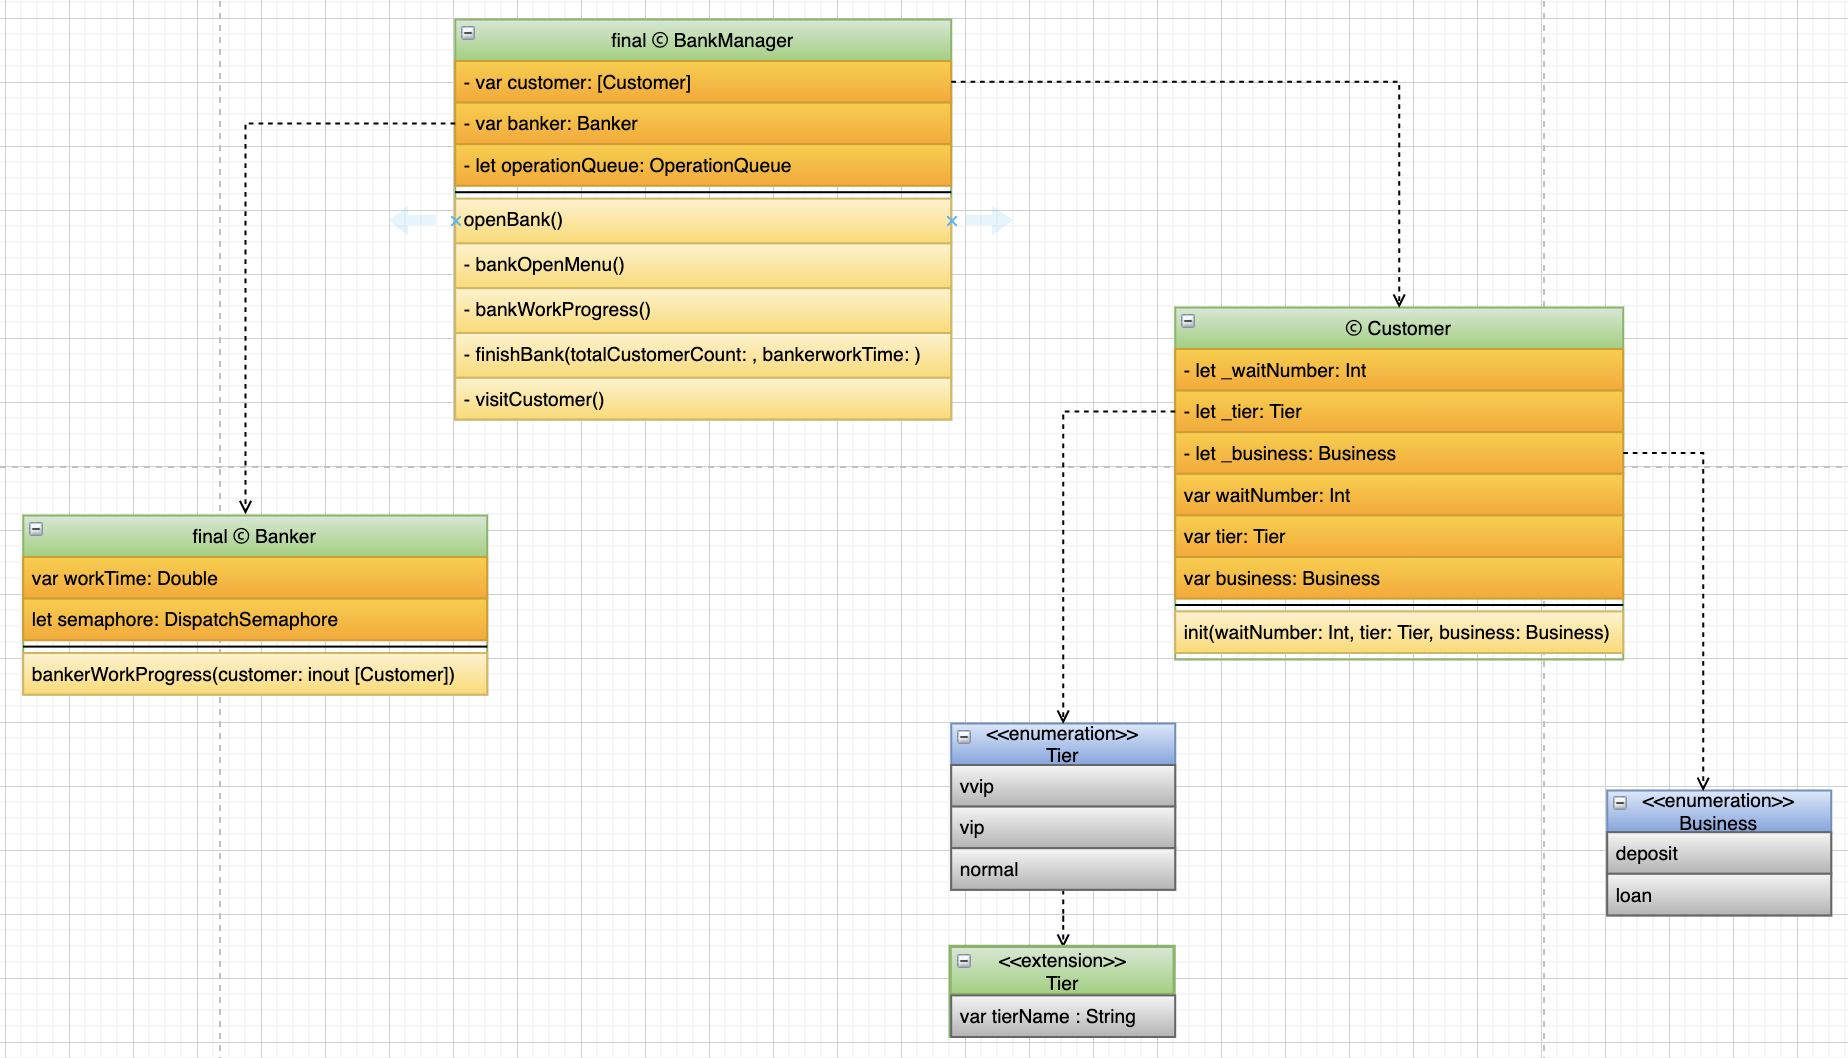 final © BankManager
- var customer: [Customer]
- var banker: Banker
- let operationQueue: OperationQueue
openBank()
- bankOpenMenu()
- bankWorkProgress()
- finishBank(totalCustomerCount: , bankerworkTime: )
- visitCustomer()
© Customer
- let _waitNumber: Int
- let _tier: Tier
- let _business: Business
var waitNumber: Int
var tier: Tier
var business: Business
init(waitNumber: Int, tier: Tier, business: Business)
final © Banker
var workTime: Double
let semaphore: DispatchSemaphore
bankerWorkProgress(customer: inout [Customer])
<<enumeration>>
Tier
vvip
vip
normal
<<enumeration>>
Business
deposit
loan
<<extension>>
Tier
var tierName : String